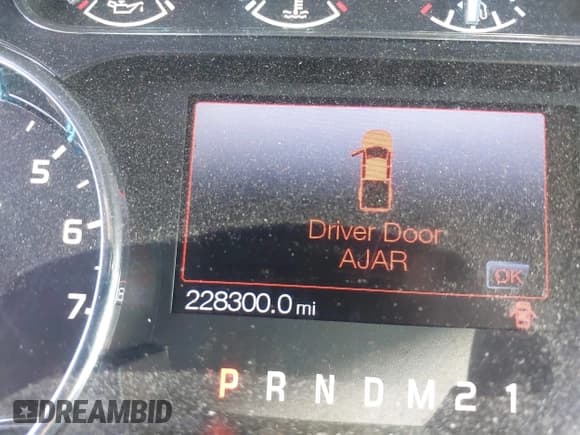 5
6
7
Driver Door
AJAR
OK
228300.0 mi
P R N D M 2 1
DREAMBID